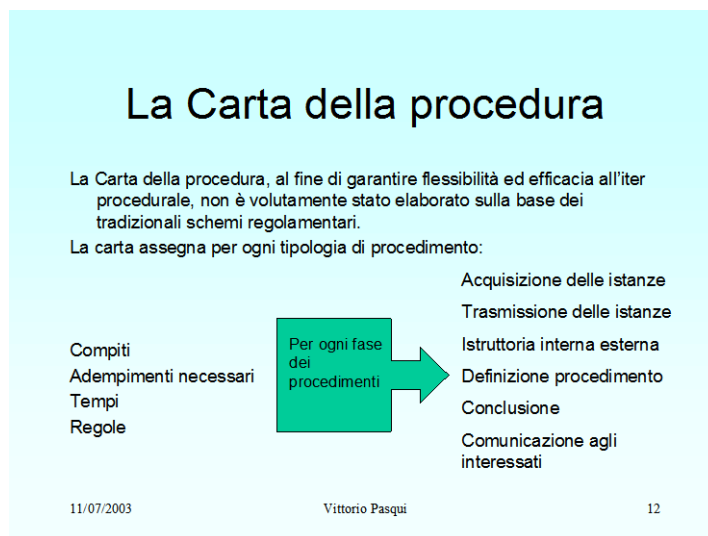 La Carta della procedura
La Carta della procedura, al fine di garantire flessibilità ed efficacia all'iter
procedurale, non è volutamente stato elaborato sulla base dei
tradizionali schemi regolamentari.
La carta assegna per ogni tipologia di procedimento:
Compiti
Adempimenti necessari
Tempi
Regole
Per ogni fase
dei
procedimenti
Acquisizione delle istanze
Trasmissione delle istanze
Istruttoria interna esterna
Definizione procedimento
Conclusione
Comunicazione agli
interessati
11/07/2003
Vittorio Pasqui
12